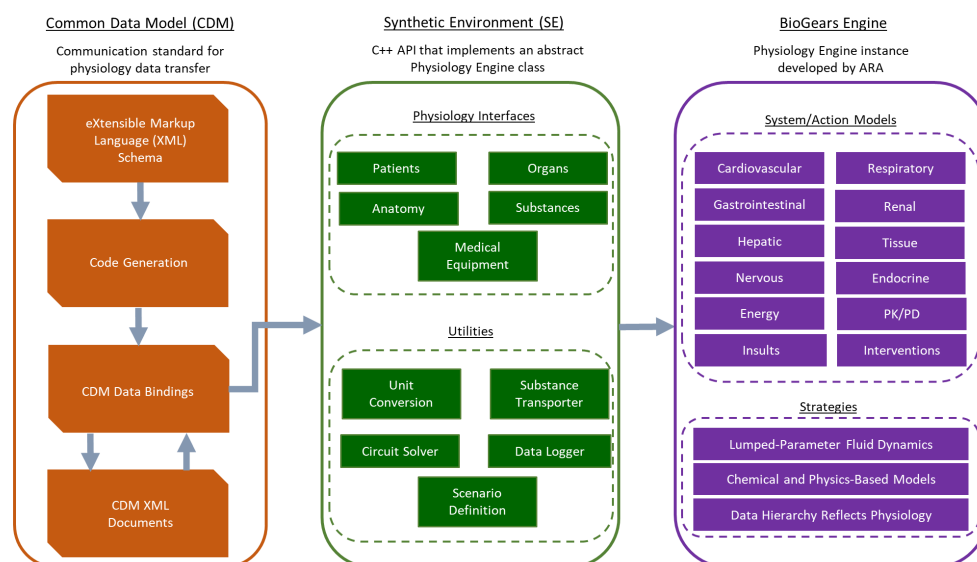 Common Data Model (CDM)
Communication standard for
physiology data transfer
eXtensible Markup
Language (XML)
Schema
Code Generation
CDM Data Bindings
CDM XML
Documents
Synthetic Environment (SE)
C++ API that implements an abstract
Physiology Engine class
Physiology Interfaces
Patients
Organs
Anatomy
Substances
Medical
Equipment
Utilities
Unit
Conversion
Substance
Transporter
Circuit Solver
Data Logger
Scenario
Definition
BioGears Engine
Physiology Engine instance
developed by ARA
System/Action Models
Cardiovascular
Respiratory
Gastrointestinal
Renal
Hepatic
Tissue
Nervous
Endocrine
Energy
PK/PD
Insults
Interventions
Strategies
Lumped-Parameter Fluid Dynamics
Chemical and Physics-Based Models
Data Hierarchy Reflects Physiology